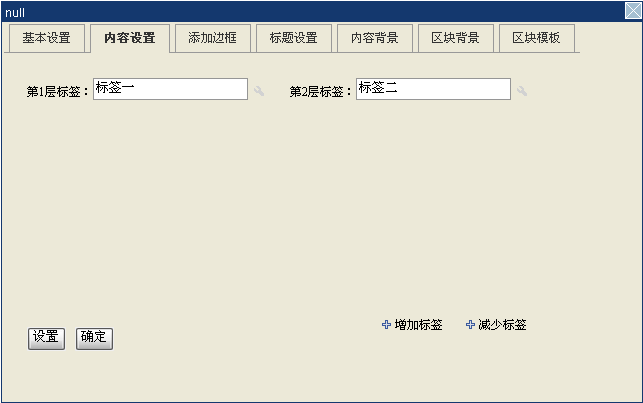 null
基本设置 内容设置 添加边框 标题设置 内容背景 区块背景 区块模板
第1层标签： 标签一 第2层标签： 标签二
增加标签 减少标签
设置 确定